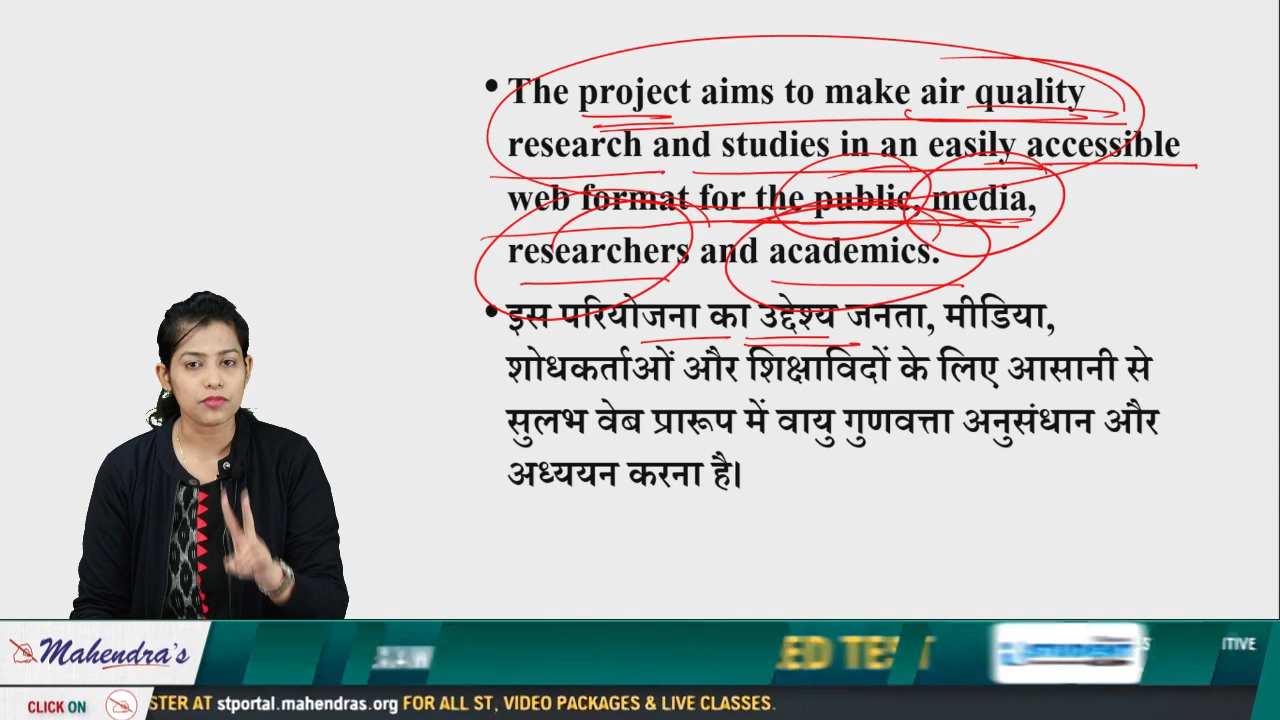 • The project aims to make air quality
research and studies in an easily accessible
web format for the public, media,
researchers and academics.
• इस परियोजना का उद्देश्य जनता, मीडिया,
शोधकर्ताओं और शिक्षाविदों के लिए आसानी से
सुलभ वेब प्रारूप में वायु गुणवत्ता अनुसंधान और
अध्ययन करना है।
Mahendra's
CLICK ON
STER AT stportal.mahendras.org FOR ALL ST, VIDEO PACKAGES & LIVE CLASSES.